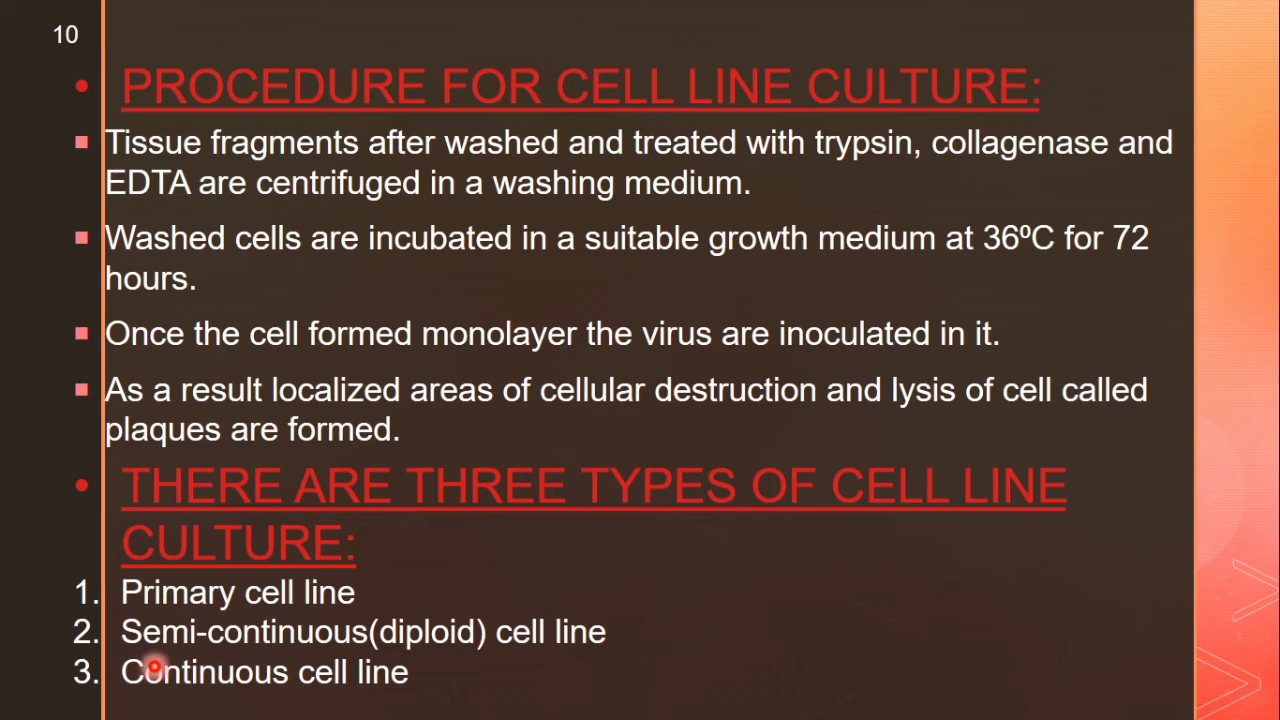 10
• PROCEDURE FOR CELL LINE CULTURE:
▪ Tissue fragments after washed and treated with trypsin, collagenase and
EDTA are centrifuged in a washing medium.
▪ Washed cells are incubated in a suitable growth medium at 36⁰C for 72
hours.
▪ Once the cell formed monolayer the virus are inoculated in it.
▪ As a result localized areas of cellular destruction and lysis of cell called
plaques are formed.
• THERE ARE THREE TYPES OF CELL LINE
CULTURE:
1. Primary cell line
2. Semi-continuous(diploid) cell line
3. Continuous cell line